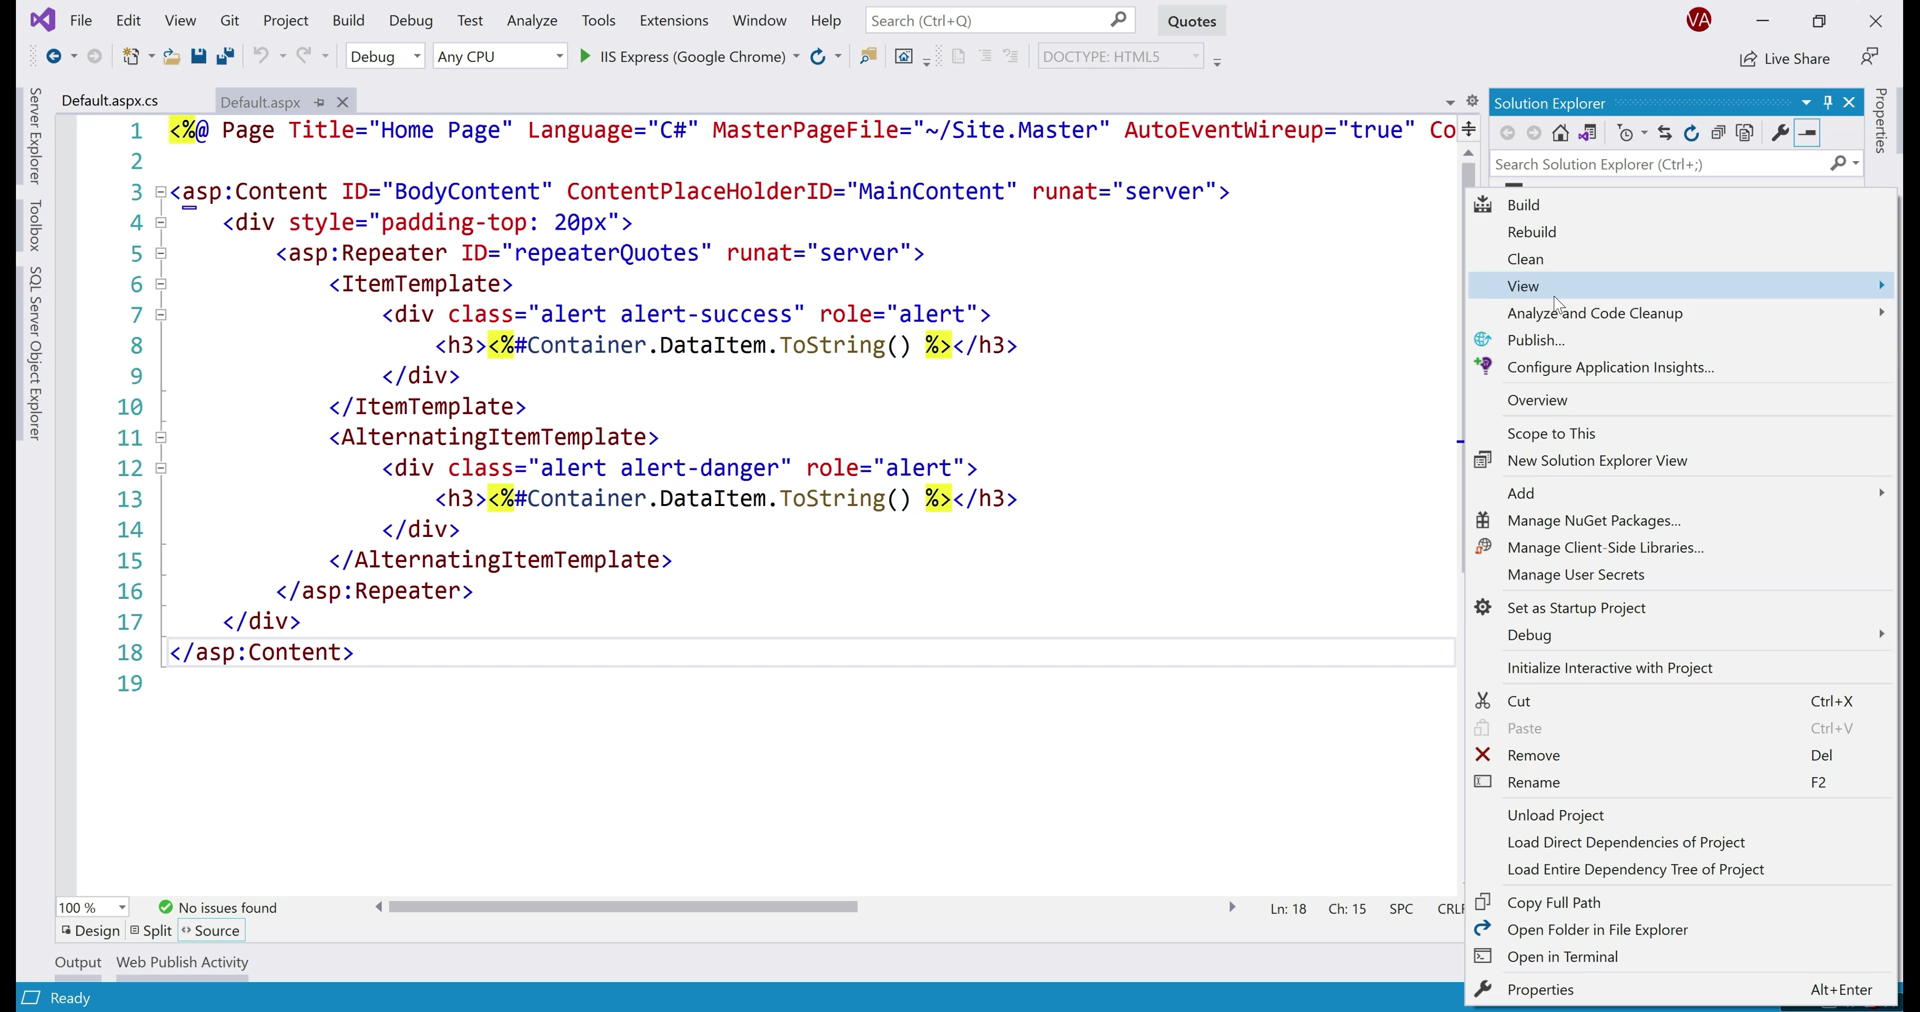 File Edit View Git Project Build Debug Test Analyze Tools Extensions Window Help Search (Ctrl+Q) Quotes VA
Debug Any CPU IIS Express (Google Chrome) DOCTYPE: HTML5 Live Share
Server Explorer
Toolbox
SQL Server Object Explorer
Default.aspx.cs Default.aspx
1 <%@ Page Title="Home Page" Language="C#" MasterPageFile="~/Site.Master" AutoEventWireup="true" Co
2
3 <asp:Content ID="BodyContent" ContentPlaceHolderID="MainContent" runat="server">
4 <div style="padding-top: 20px">
5 <asp:Repeater ID="repeaterQuotes" runat="server">
6 <ItemTemplate>
7 <div class="alert alert-success" role="alert">
8 <h3><%#Container.DataItem.ToString() %></h3>
9 </div>
10 </ItemTemplate>
11 <AlternatingItemTemplate>
12 <div class="alert alert-danger" role="alert">
13 <h3><%#Container.DataItem.ToString() %></h3>
14 </div>
15 </AlternatingItemTemplate>
16 </asp:Repeater>
17 </div>
18 </asp:Content>
19
100 % No issues found Ln: 18 Ch: 15 SPC CRLF
Design Split Source
Output Web Publish Activity
Ready
Solution Explorer
Search Solution Explorer (Ctrl+;)
Properties
Build
Rebuild
Clean
View
Analyze and Code Cleanup
Publish...
Configure Application Insights...
Overview
Scope to This
New Solution Explorer View
Add
Manage NuGet Packages...
Manage Client-Side Libraries...
Manage User Secrets
Set as Startup Project
Debug
Initialize Interactive with Project
Cut Ctrl+X
Paste Ctrl+V
Remove Del
Rename F2
Unload Project
Load Direct Dependencies of Project
Load Entire Dependency Tree of Project
Copy Full Path
Open Folder in File Explorer
Open in Terminal
Properties Alt+Enter